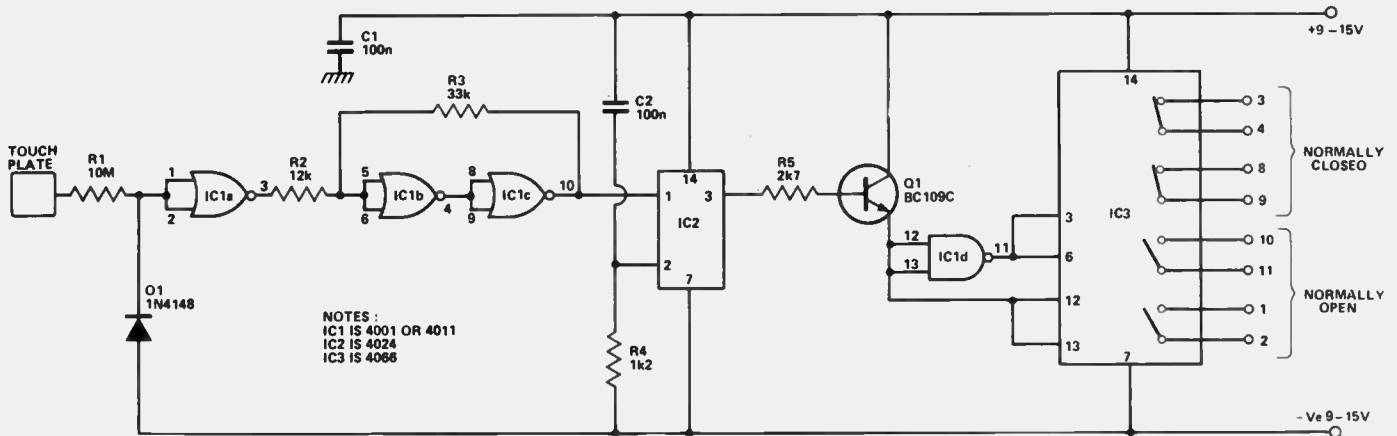 C1
100n
+9 – 15V
R3
33k
14
C2
100n
3
4
TOUCH
PLATE
R1
10M
1
2
IC1a
3
R2
12k
5
6
IC1b
4
8
9
IC1c
10
14
1
3
IC2
2
7
R5
2k7
Q1
BC109C
8
9
NORMALLY
CLOSEO
12
13
IC1d
11
3
6
IC3
10
11
12
13
1
2
NORMALLY
OPEN
O1
1N4148
NOTES :
IC1 IS 4001 OR 4011
IC2 IS 4024
IC3 IS 4066
R4
1k2
7
- Ve 9 – 15V